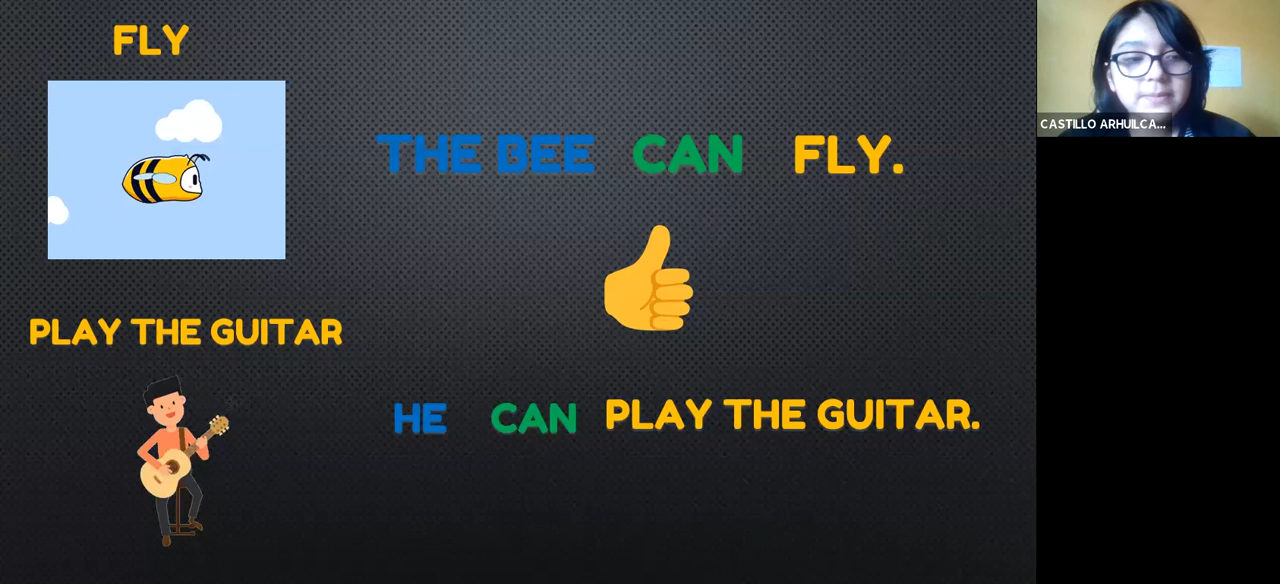 FLY
THE BEE CAN FLY.
PLAY THE GUITAR
HE CAN PLAY THE GUITAR.
CASTILLO ARHUILCA...